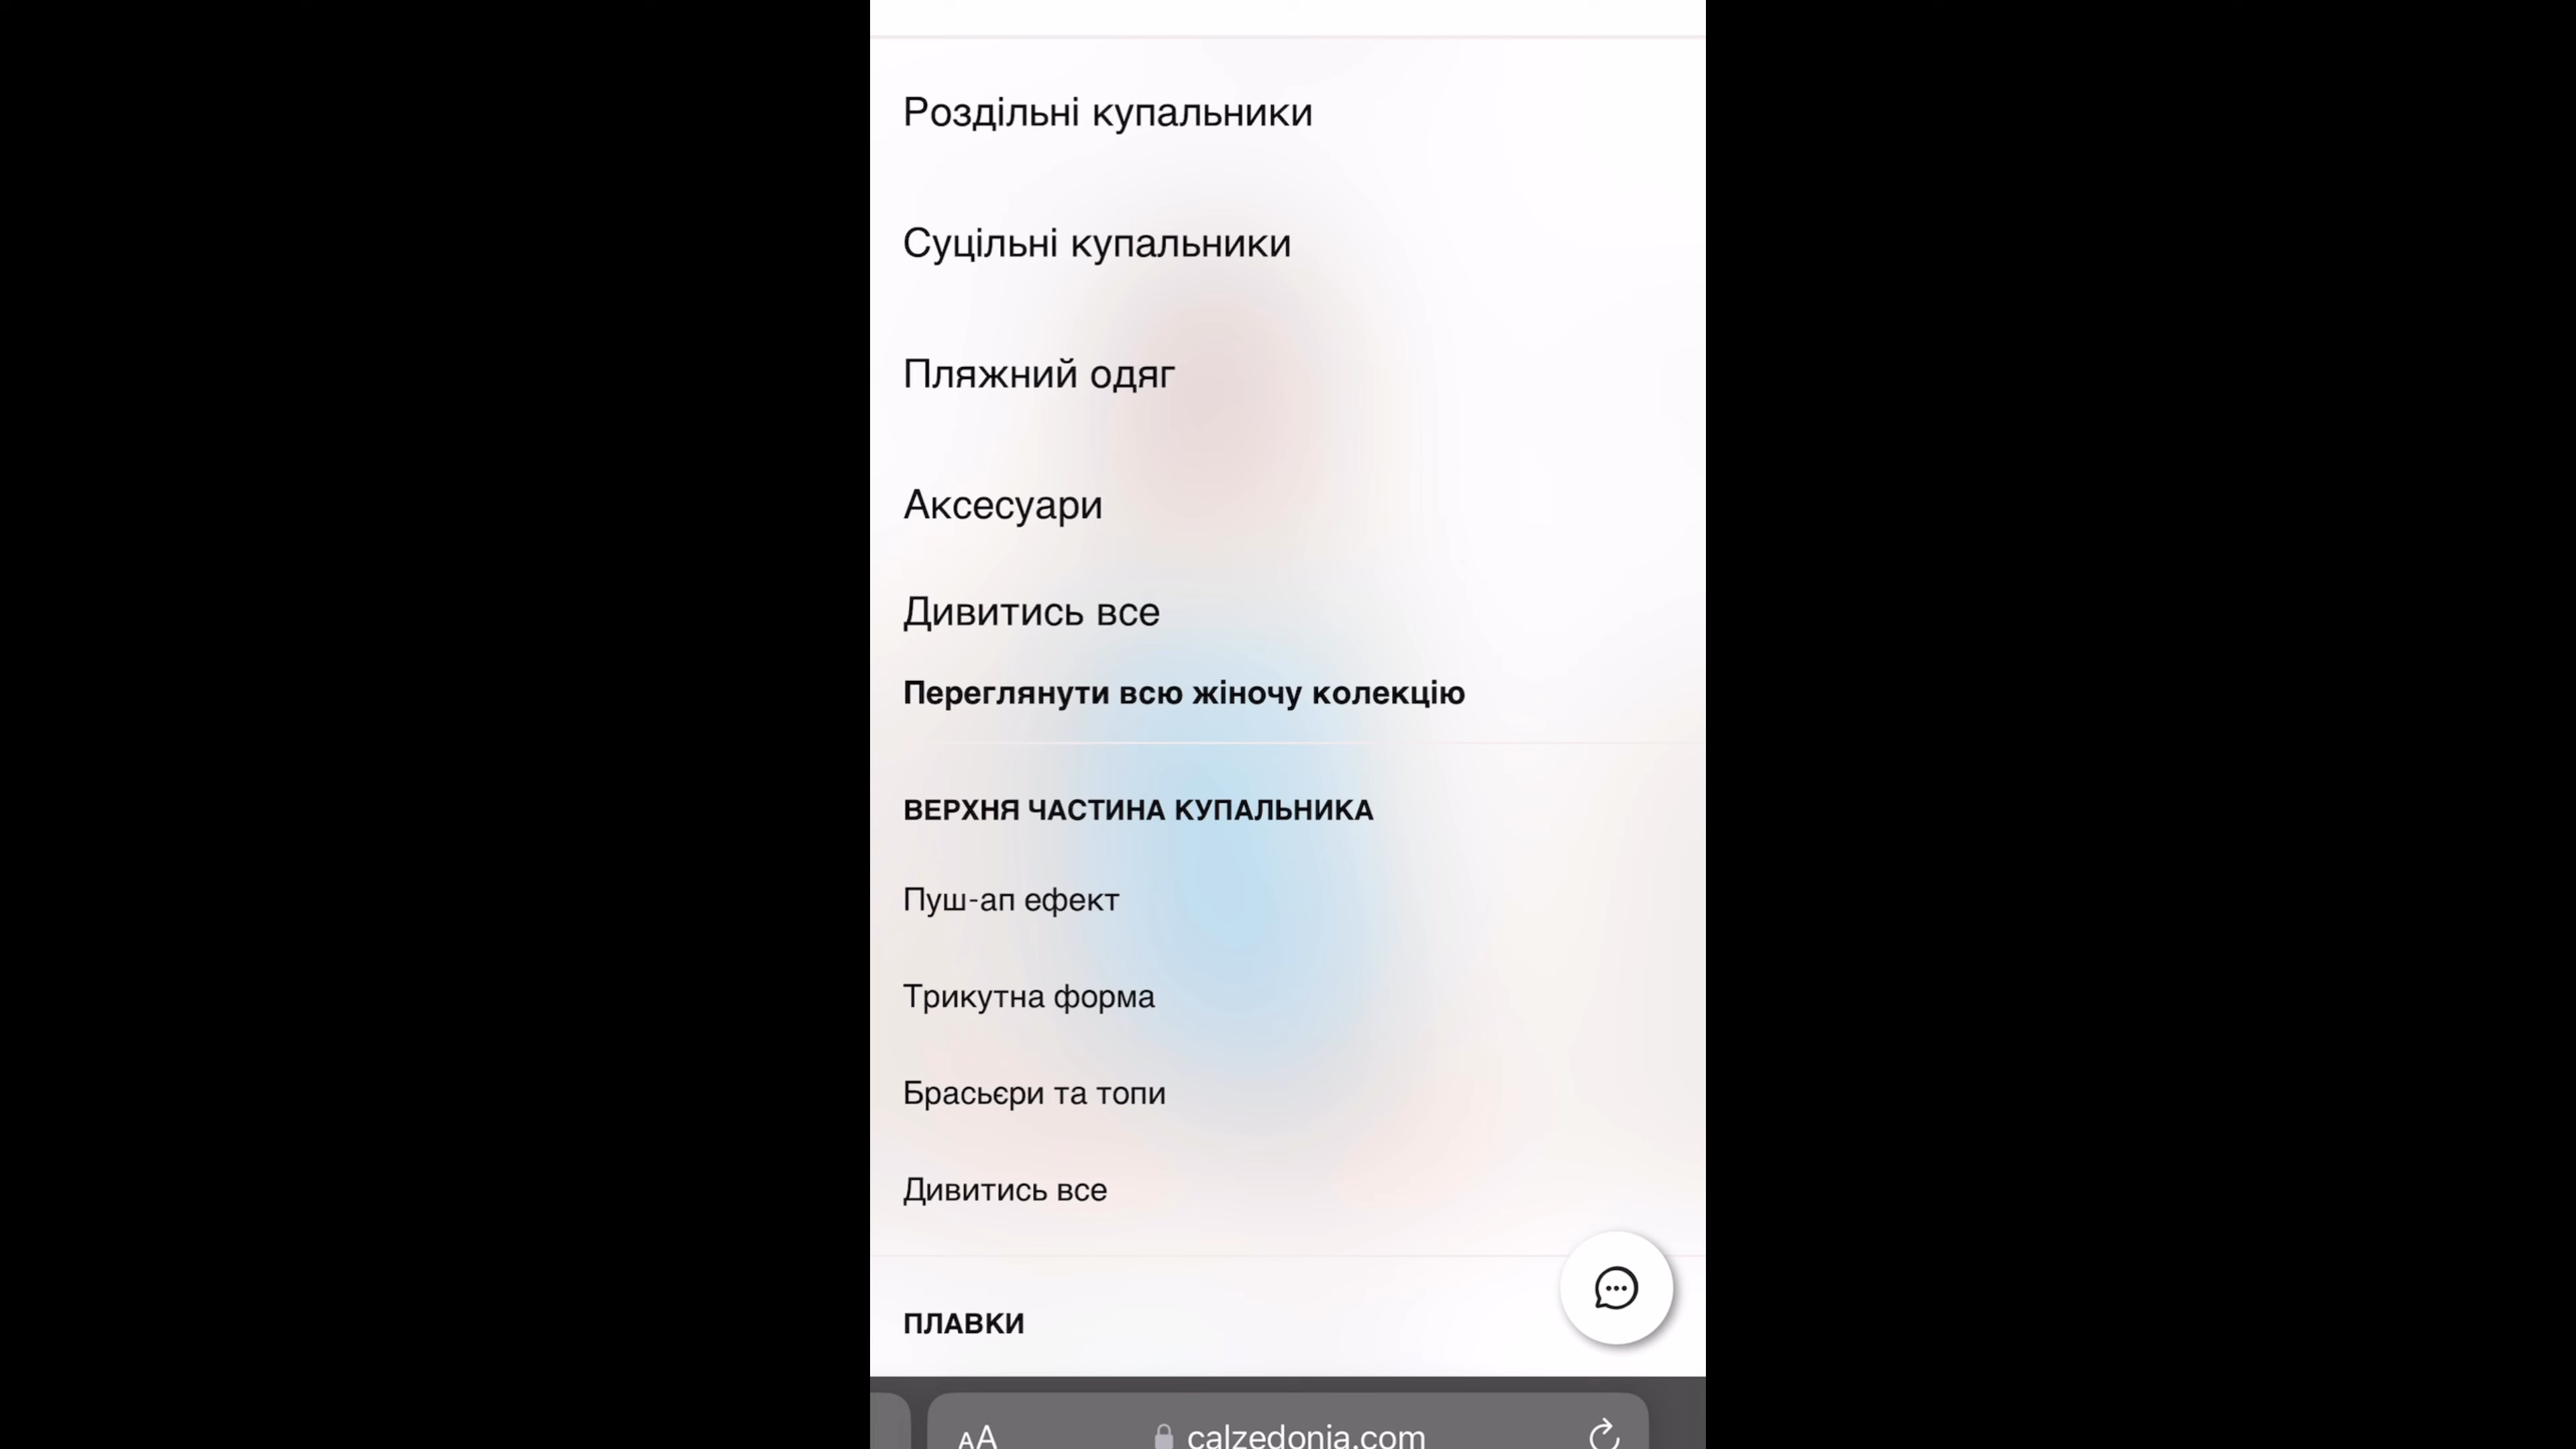 Роздільні купальники
Суцільні купальники
Пляжний одяг
Аксесуари
Дивитись все
Переглянути всю жіночу колекцію
ВЕРХНЯ ЧАСТИНА КУПАЛЬНИКА
Пуш-ап ефект
Трикутна форма
Брасьєри та топи
Дивитись все
ПЛАВКИ
AA calzedonia.com